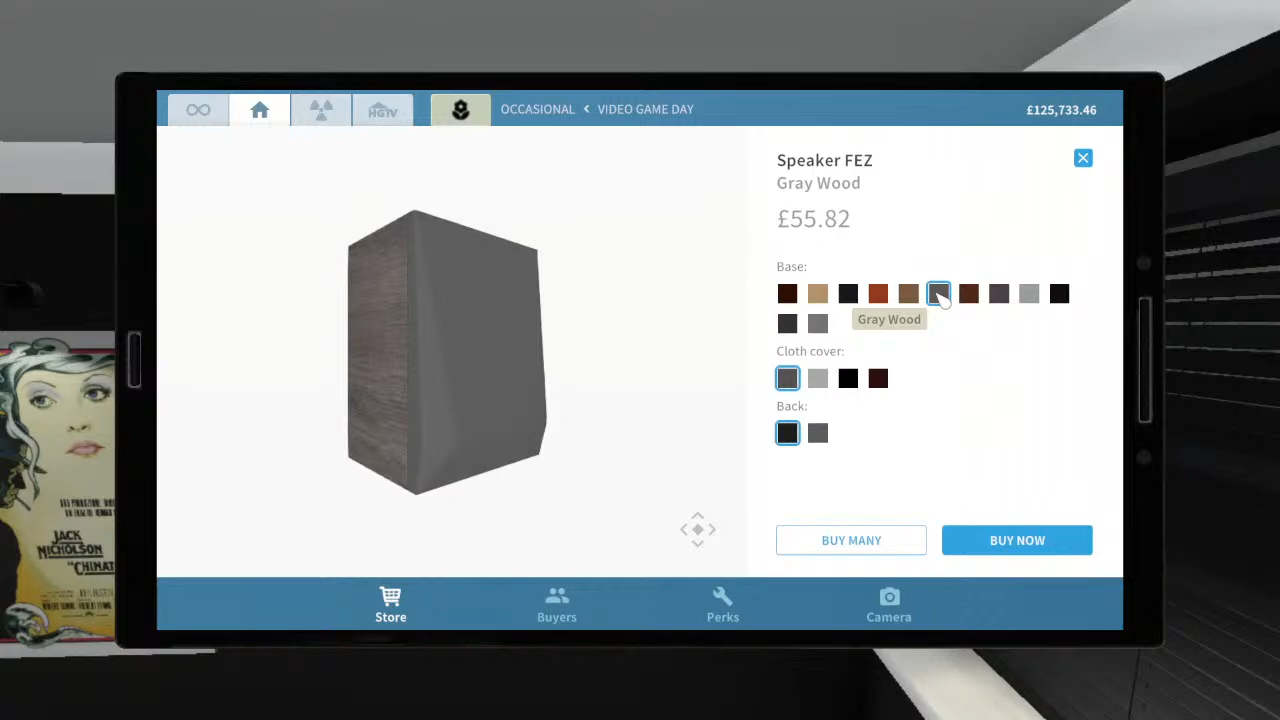 HGTV
OCCASIONAL < VIDEO GAME DAY
£125,733.46
Speaker FEZ
Gray Wood
£55.82
Base:
Gray Wood
Cloth cover:
Back:
BUY MANY
BUY NOW
Store
Buyers
Perks
Camera
JACK
NICHOLSON
"CHINAT